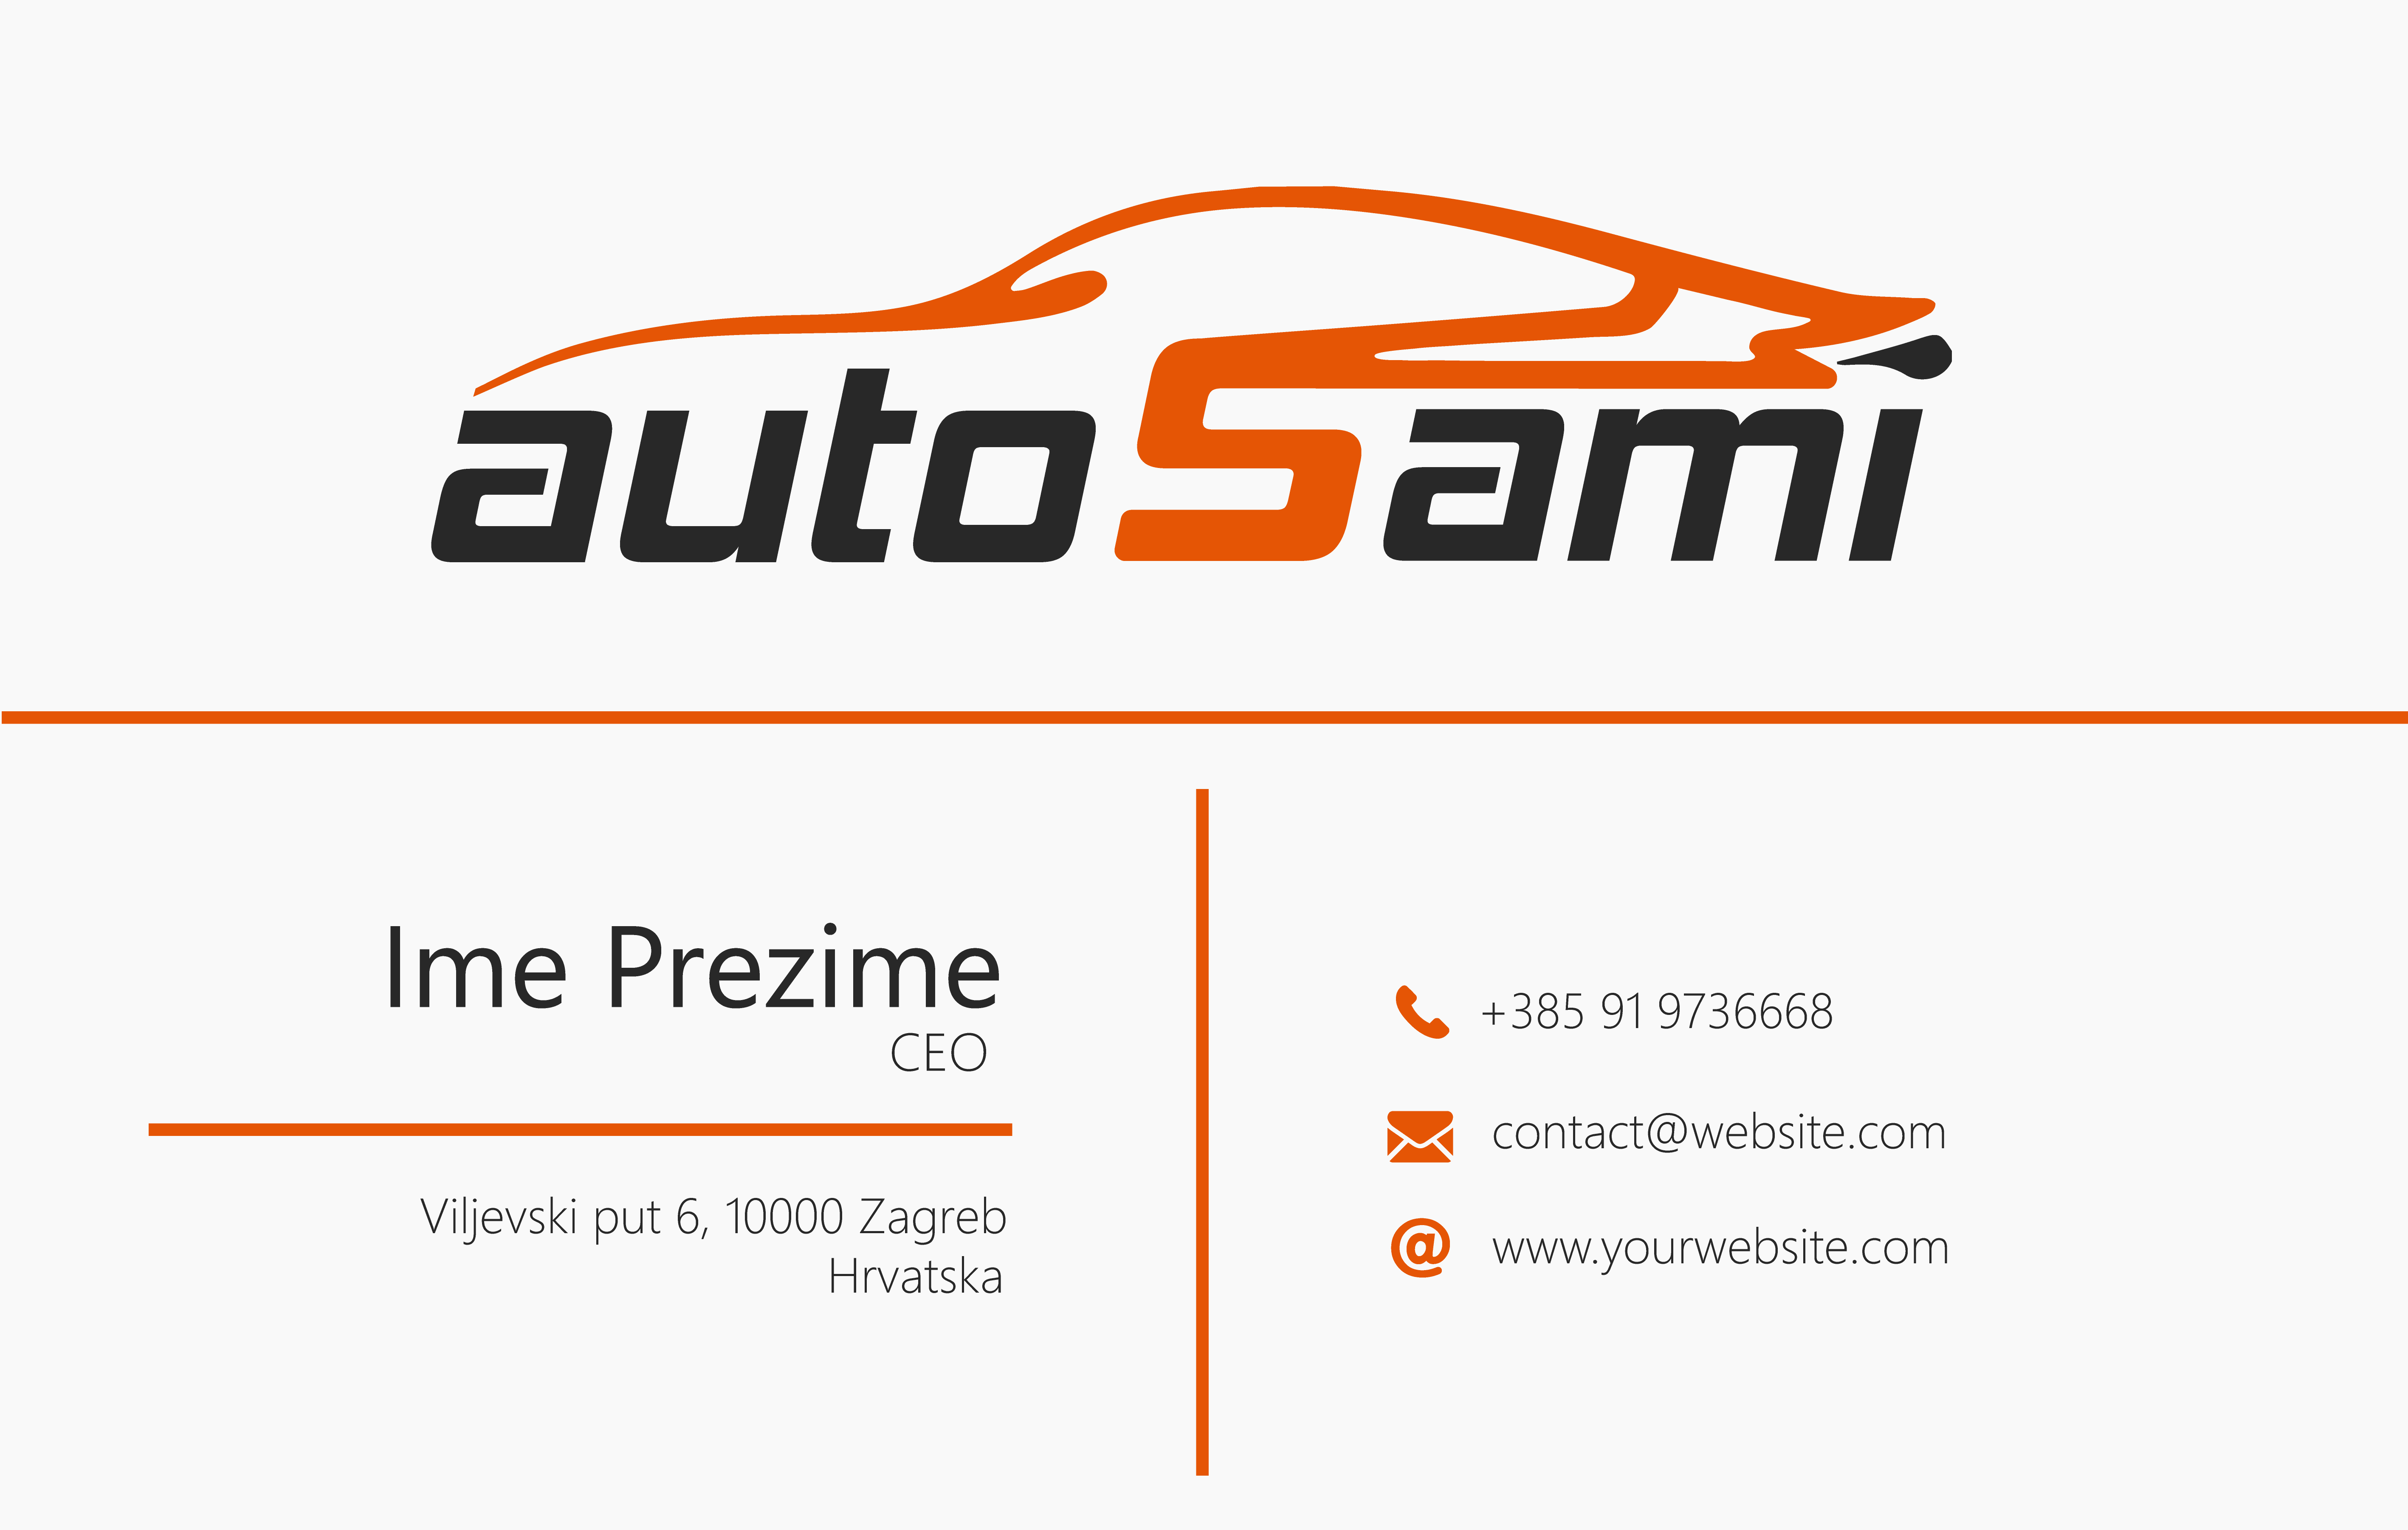 autoSami
Ime Prezime
CEO
Viljevski put 6, 10000 Zagreb
Hrvatska
+385 91 9736668
contact@website.com
@ www.yourwebsite.com